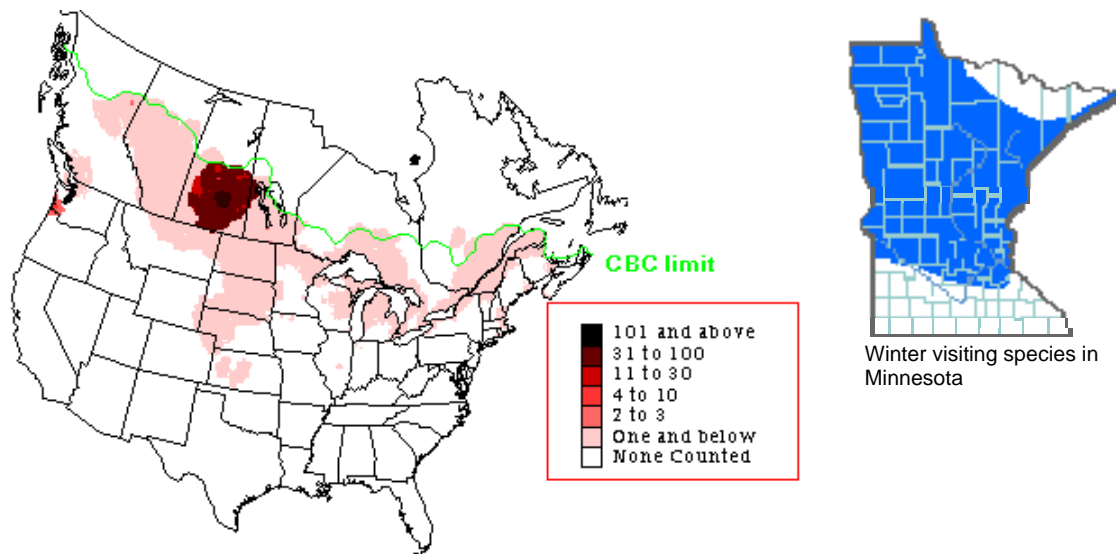 CBC limit
101 and above
31 to 100
11 to 30
4 to 10
2 to 3
One and below
None Counted
Winter visiting species in
Minnesota